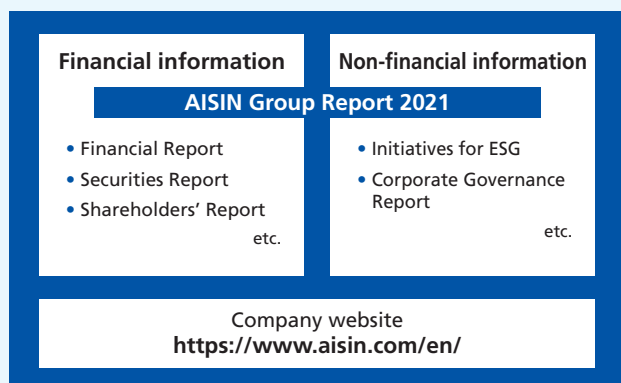 Financial information
Non-financial information
AISIN Group Report 2021
• Financial Report
• Securities Report
• Shareholders’ Report
etc.
• Initiatives for ESG
• Corporate Governance
Report
etc.
Company website
https://www.aisin.com/en/